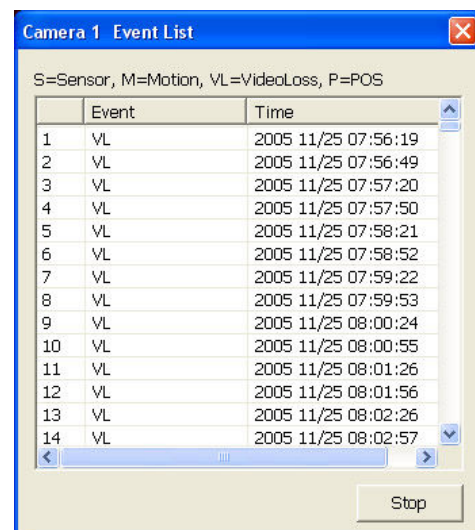 Camera 1 Event List
S=Sensor, M=Motion, VL=VideoLoss, P=POS
Event Time
1 VL 2005 11/25 07:56:19
2 VL 2005 11/25 07:56:49
3 VL 2005 11/25 07:57:20
4 VL 2005 11/25 07:57:50
5 VL 2005 11/25 07:58:21
6 VL 2005 11/25 07:58:52
7 VL 2005 11/25 07:59:22
8 VL 2005 11/25 07:59:53
9 VL 2005 11/25 08:00:24
10 VL 2005 11/25 08:00:55
11 VL 2005 11/25 08:01:26
12 VL 2005 11/25 08:01:56
13 VL 2005 11/25 08:02:26
14 VL 2005 11/25 08:02:57
Stop